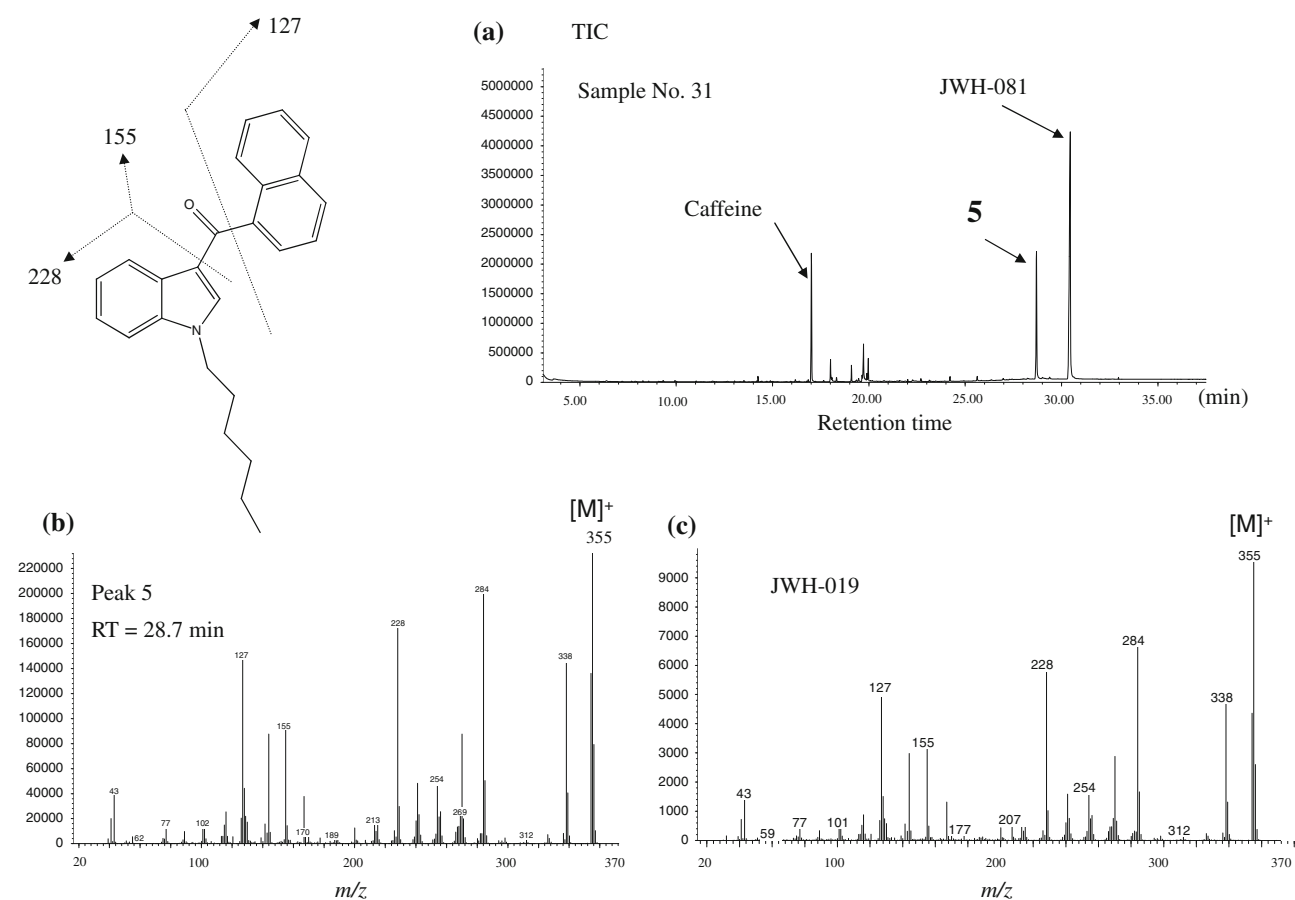 127
155
228
O
N
(a) TIC
Sample No. 31
JWH-081
Caffeine
5
5000000
4500000
4000000
3500000
3000000
2500000
2000000
1500000
1000000
500000
0
5.00 10.00 15.00 20.00 25.00 30.00 35.00 (min)
Retention time
(b)
[M]+
355
Peak 5
RT = 28.7 min
220000
200000
180000
160000
140000
120000
100000
80000
60000
40000
20000
0
43 62 77 102 127 155 170 189 213 228 254 269 284 312 338
20 100 200 300 370
m/z
(c)
[M]+
355
JWH-019
9000
8000
7000
6000
5000
4000
3000
2000
1000
0
43 59 77 101 127 155 177 207 228 254 284 312 338
20 100 200 300 370
m/z